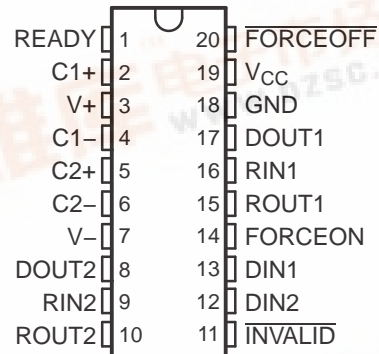 READY 1 20 FORCEOFF
C1+ 2 19 VCC
V+ 3 18 GND
C1− 4 17 DOUT1
C2+ 5 16 RIN1
C2− 6 15 ROUT1
V− 7 14 FORCEON
DOUT2 8 13 DIN1
RIN2 9 12 DIN2
ROUT2 10 11 INVALID